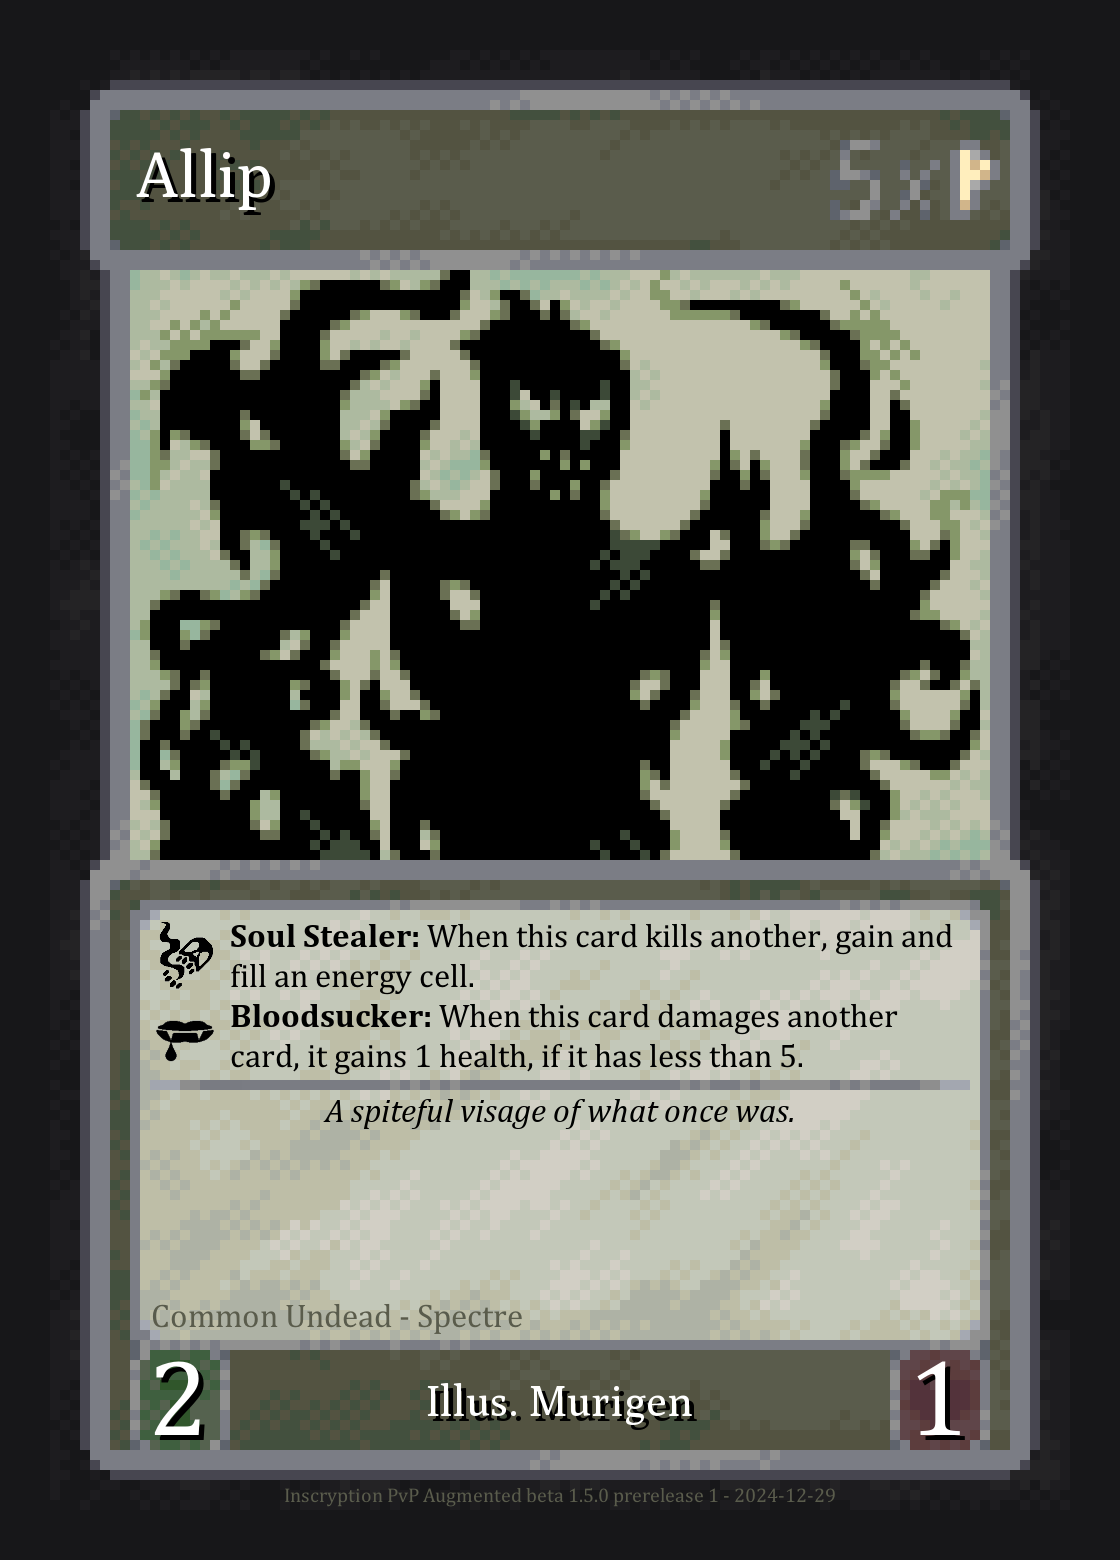 Allip
5x
Soul Stealer: When this card kills another, gain and
fill an energy cell.
Bloodsucker: When this card damages another
card, it gains 1 health, if it has less than 5.
A spiteful visage of what once was.
Common Undead - Spectre
2
Illus. Murigen
1
Inscryption PvP Augmented beta 1.5.0 prerelease 1 - 2024-12-29